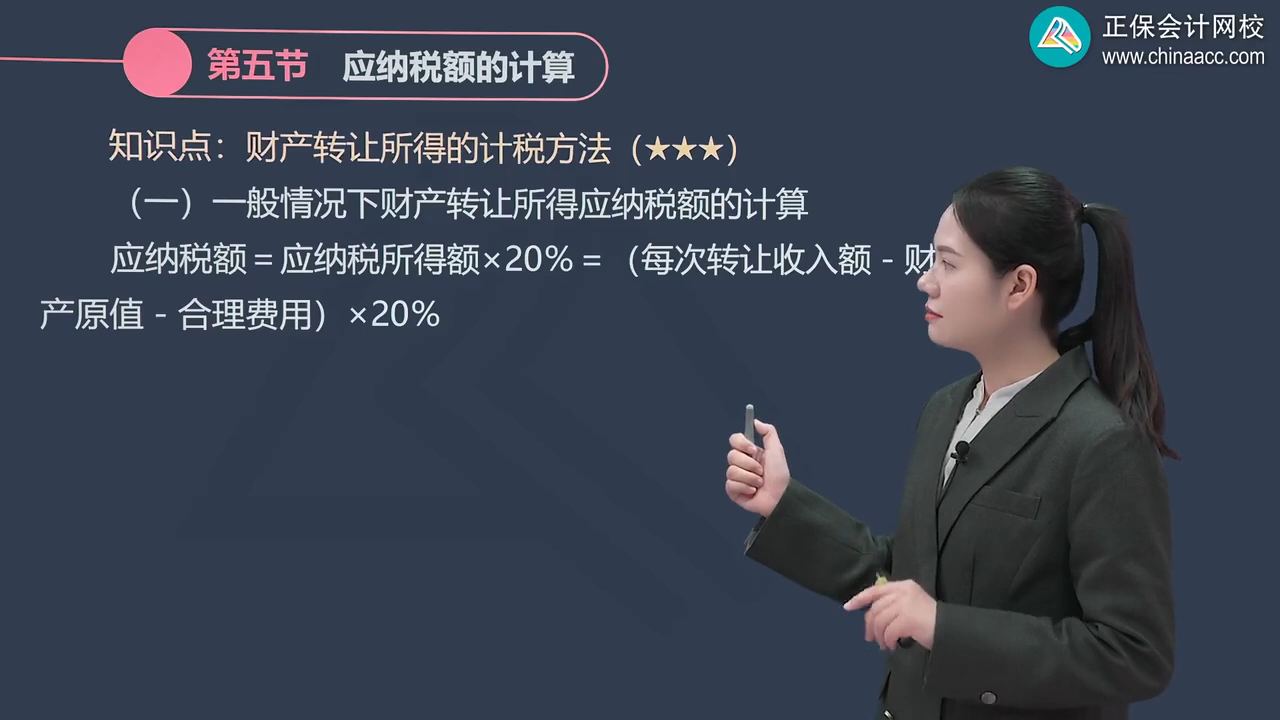 正保会计网校
www.chinaacc.com
第五节 应纳税额的计算
知识点：财产转让所得的计税方法（★★★）
（一）一般情况下财产转让所得应纳税额的计算
应纳税额＝应纳税所得额×20%＝（每次转让收入额－财
产原值－合理费用）×20%